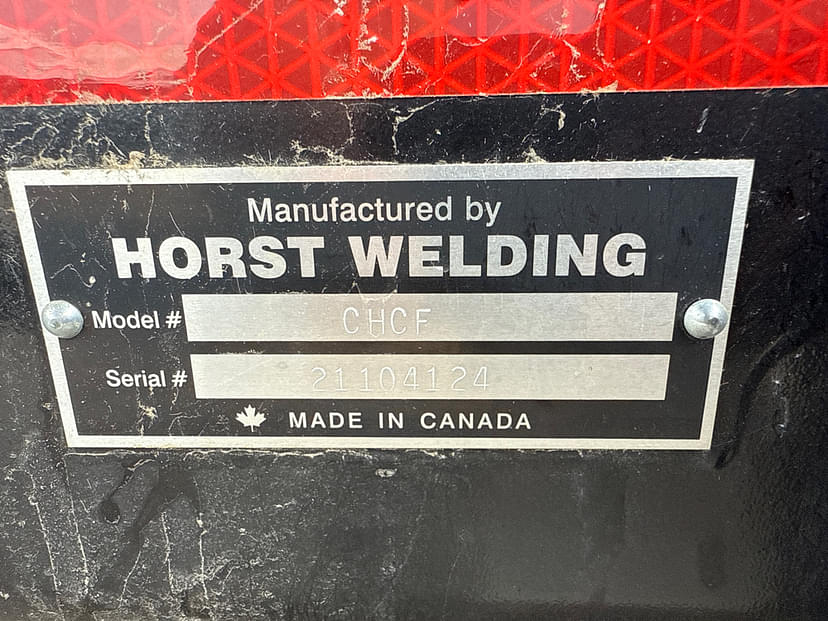 Manufactured by
HORST WELDING
Model # CHCF
Serial # 21104124
MADE IN CANADA